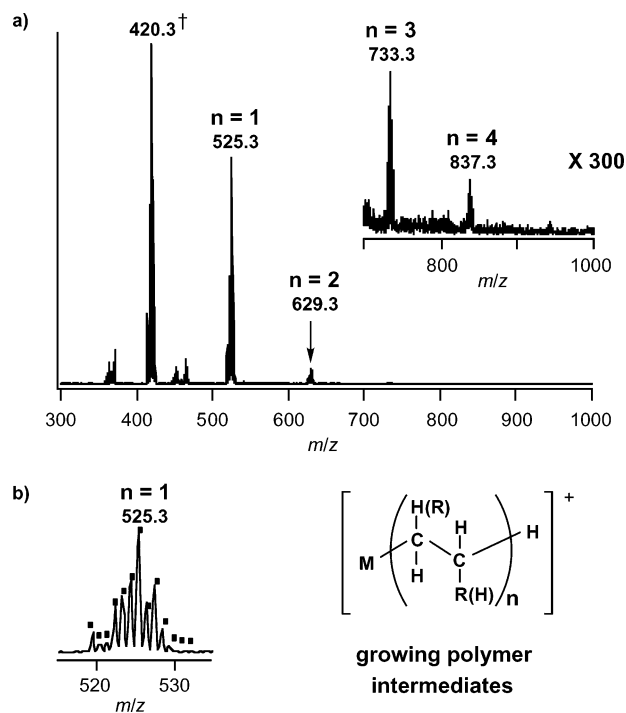 a)
420.3†
n = 1
525.3
n = 2
629.3
300 400 500 600 700 800 900 1000
m/z
n = 3
733.3
n = 4
837.3
X 300
800 1000
m/z
b)
n = 1
525.3
520 530
m/z
+
H(R)
H
H
C
C
M
H
R(H)
n
growing polymer
intermediates